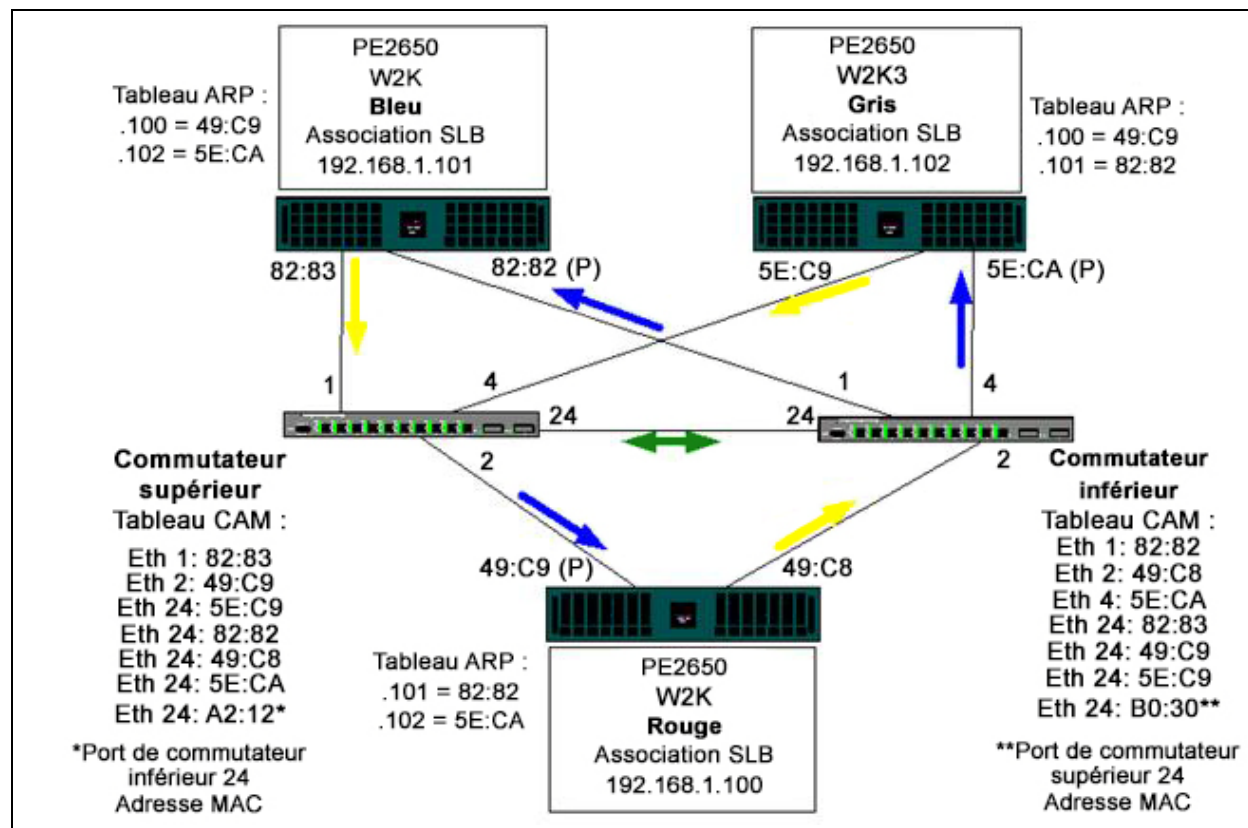 PE2650
W2K
Bleu
Association SLB
192.168.1.101
Tableau ARP :
.100 = 49:C9
.102 = 5E:CA
PE2650
W2K3
Gris
Association SLB
192.168.1.102
Tableau ARP :
.100 = 49:C9
.101 = 82:82
82:83
82:82 (P)
5E:C9
5E:CA (P)
1
4
1
4
24
24
2
2
Commutateur
supérieur
Tableau CAM :
Eth 1: 82:83
Eth 2: 49:C9
Eth 24: 5E:C9
Eth 24: 82:82
Eth 24: 49:C8
Eth 24: 5E:CA
Eth 24: A2:12*
*Port de commutateur
inférieur 24
Adresse MAC
Commutateur
inférieur
Tableau CAM :
Eth 1: 82:82
Eth 2: 49:C8
Eth 4: 5E:CA
Eth 24: 82:83
Eth 24: 49:C9
Eth 24: 5E:C9
Eth 24: B0:30**
**Port de commutateur
supérieur 24
Adresse MAC
49:C9 (P)
49:C8
Tableau ARP :
.101 = 82:82
.102 = 5E:CA
PE2650
W2K
Rouge
Association SLB
192.168.1.100